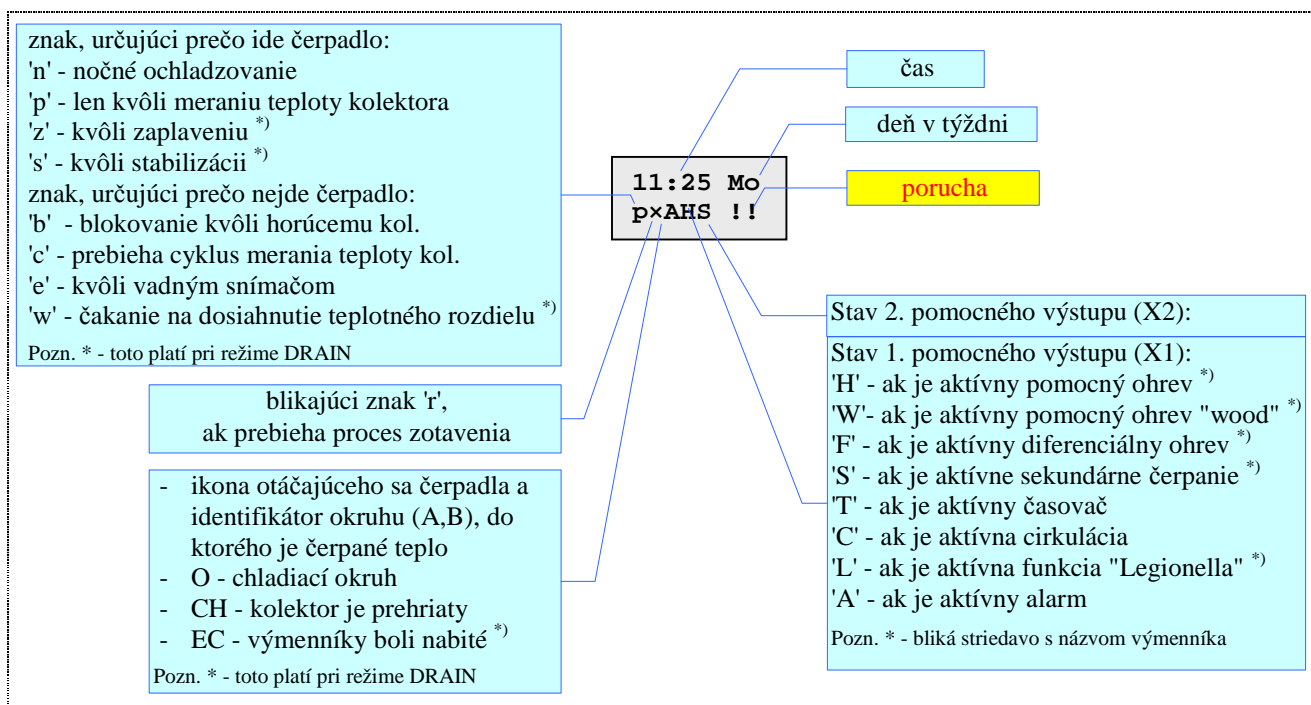 znak, určujúci prečo ide čerpadlo:
'n' - nočné ochladzovanie
'p' - len kvôli meraniu teploty kolektora
'z' - kvôli zaplaveniu *)
's' - kvôli stabilizácii *)
znak, určujúci prečo nejde čerpadlo:
'b' - blokovanie kvôli horúcemu kol.
'c' - prebieha cyklus merania teploty kol.
'e' - kvôli vadným snímačom
'w' - čakanie na dosiahnutie teplotného rozdielu *)
Pozn. * - toto platí pri režime DRAIN
blikajúci znak 'r',
ak prebieha proces zotavenia
- ikona otáčajúceho sa čerpadla a
identifikátor okruhu (A,B), do
ktorého je čerpané teplo
- O - chladiací okruh
- CH - kolektor je prehriaty
- EC - výmenníky boli nabité *)
Pozn. * - toto platí pri režime DRAIN
11:25 Mo
p×AHS !!
čas
deň v týždni
porucha
Stav 2. pomocného výstupu (X2):
Stav 1. pomocného výstupu (X1):
'H' - ak je aktívny pomocný ohrev *)
'W'- ak je aktívny pomocný ohrev "wood" *)
'F' - ak je aktívny diferenciálny ohrev *)
'S' - ak je aktívne sekundárne čerpanie *)
'T' - ak je aktívny časovač
'C' - ak je aktívna cirkulácia
'L' - ak je aktívna funkcia "Legionella" *)
'A' - ak je aktívny alarm
Pozn. * - bliká striedavo s názvom výmenníka